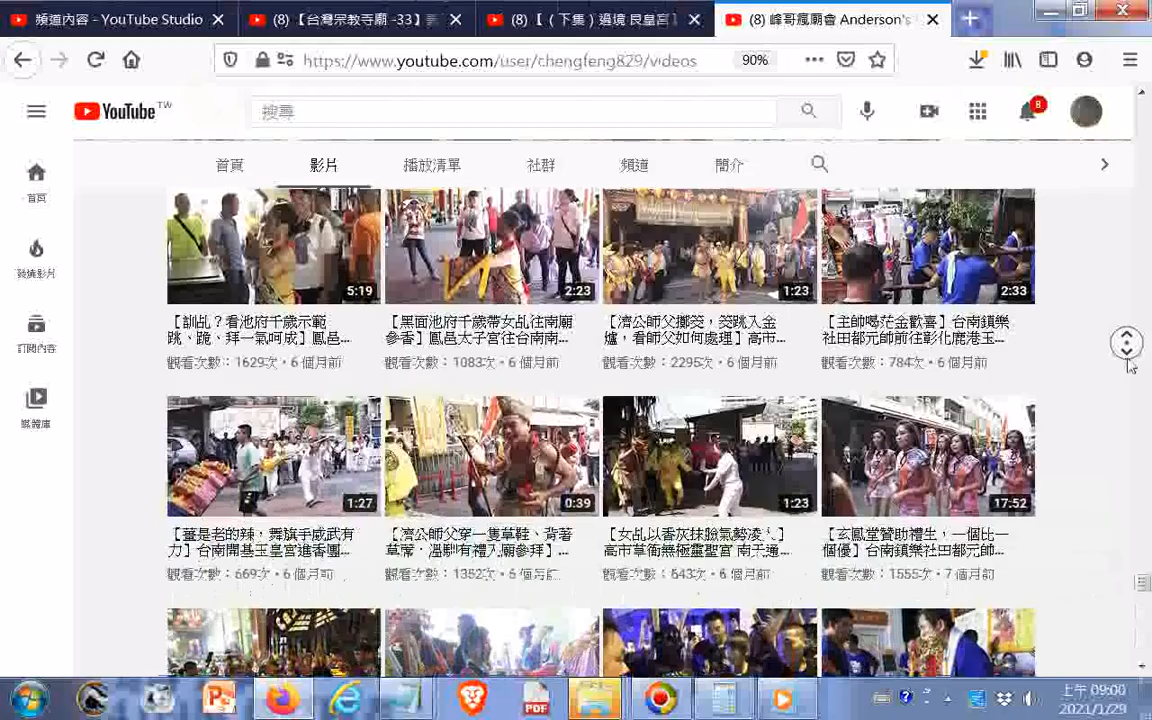 頻道內容 - YouTube Studio
(8) 【台灣宗教寺廟 -33】
(8) 【（下集）遶境 良皇宮
(8) 峰哥瘋廟會 Anderson's
https://www.youtube.com/user/chengfeng829/videos
90%
YouTube TW
搜尋
8
首頁
影片
播放清單
社群
頻道
簡介
首頁
發燒影片
訂閱內容
媒體庫
5:19
2:23
1:23
2:33
【訓乩？看池府千歲示範
跳、跪、拜一氣呵成】鳳邑...
觀看次數：1629次・6 個月前
【黑面池府千歲帶女乩往南廟
參香】鳳邑太子宮往台南南...
觀看次數：1083次・6 個月前
【濟公師父擲筊，筊跳入金
爐，看師父如何處理】高市...
觀看次數：2295次・6 個月前
【主帥喝茫金歡喜】台南鎮樂
社田都元帥前往彰化鹿港玉...
觀看次數：784次・6 個月前
1:27
0:39
1:23
17:52
【薑是老的辣，舞旗手威武有
力】台南開基玉皇宮進香團...
觀看次數：669次・6 個月前
【濟公師父穿一隻草鞋、背著
草蓆，溫馴有禮入廟參拜】...
觀看次數：1352次・6 個月前
【女乩以香灰抹臉氣勢凌人】
高市草衙無極靈聖宮 南天通...
觀看次數：643次・6 個月前
【玄鳳堂贊助禮生，一個比一
個優】台南鎮樂社田都元帥...
觀看次數：1555次・7 個月前
PDF
上午 09:00
2021/1/29